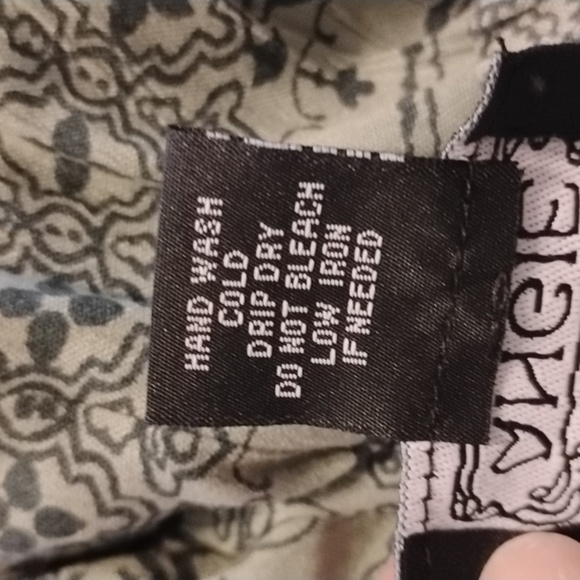 HAND WASH
COLD
DRIP DRY
DO NOT BLEACH
LOW IRON
IF NEEDED